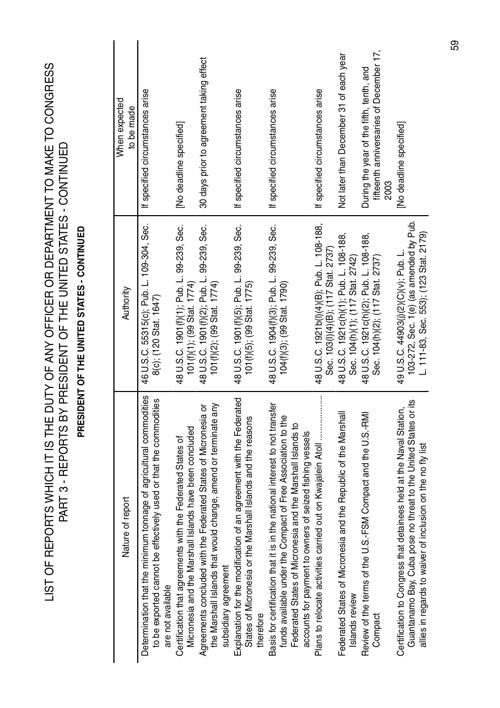 LIST OF REPORTS WHICH IT IS THE DUTY OF ANY OFFICER OR DEPARTMENT TO MAKE TO CONGRESS
PART 3 - REPORTS BY PRESIDENT OF THE UNITED STATES - CONTINUED
PRESIDENT OF THE UNITED STATES - CONTINUED
Nature of report
Authority
When expected
to be made
Determination that the minimum tonnage of agricultural commodities
to be exported cannot be effectively used or that the commodities
are not available
46 U.S.C. 55315(c); Pub. L. 109-304, Sec.
8(c); (120 Stat. 1647)
If specified circumstances arise
Certification that agreements with the Federated States of
Micronesia and the Marshall Islands have been concluded
48 U.S.C. 1901(f)(1); Pub. L. 99-239, Sec.
101(f)(1); (99 Stat. 1774)
[No deadline specified]
Agreements concluded with the Federated States of Micronesia or
the Marshall Islands that would change, amend or terminate any
subsidiary agreement
48 U.S.C. 1901(f)(2); Pub. L. 99-239, Sec.
101(f)(2); (99 Stat. 1774)
30 days prior to agreement taking effect
Explanation for the modification of an agreement with the Federated
States of Micronesia or the Marshall Islands and the reasons
therefore
48 U.S.C. 1901(f)(5); Pub. L. 99-239, Sec.
101(f)(5); (99 Stat. 1775)
If specified circumstances arise
Basis for certification that it is in the national interest to not transfer
funds available under the Compact of Free Association to the
Federated States of Micronesia and the Marshall Islands to
accounts for payment to owners of seized fishing vessels
48 U.S.C. 1904(f)(3); Pub. L. 99-239, Sec.
104(f)(3); (99 Stat. 1790)
If specified circumstances arise
Plans to relocate activities carried out on Kwajalein Atoll ....................
48 U.S.C. 1921b(l)(4)(B); Pub. L. 108-188,
Sec. 103(l)(4)(B); (117 Stat. 2737)
If specified circumstances arise
Federated States of Micronesia and the Republic of the Marshall
Islands review
48 U.S.C. 1921c(h)(1); Pub. L. 108-188,
Sec. 104(h)(1); (117 Stat. 2742)
Not later than December 31 of each year
Review of the terms of the U.S.-FSM Compact and the U.S.-RMI
Compact
48 U.S.C. 1921c(h)(2); Pub. L. 108-188,
Sec. 104(h)(2); (117 Stat. 2737)
During the year of the fifth, tenth, and
fifteenth anniversaries of December 17,
2003
Certification to Congress that detainees held at the Naval Station,
Guantanamo Bay, Cuba pose no threat to the United States or its
allies in regards to waiver of inclusion on the no fly list
49 U.S.C. 44903(j)(2)(C)(v); Pub. L.
103-272, Sec. 1(e) (as amended by Pub.
L. 111-83, Sec. 553); (123 Stat. 2179)
[No deadline specified]
59